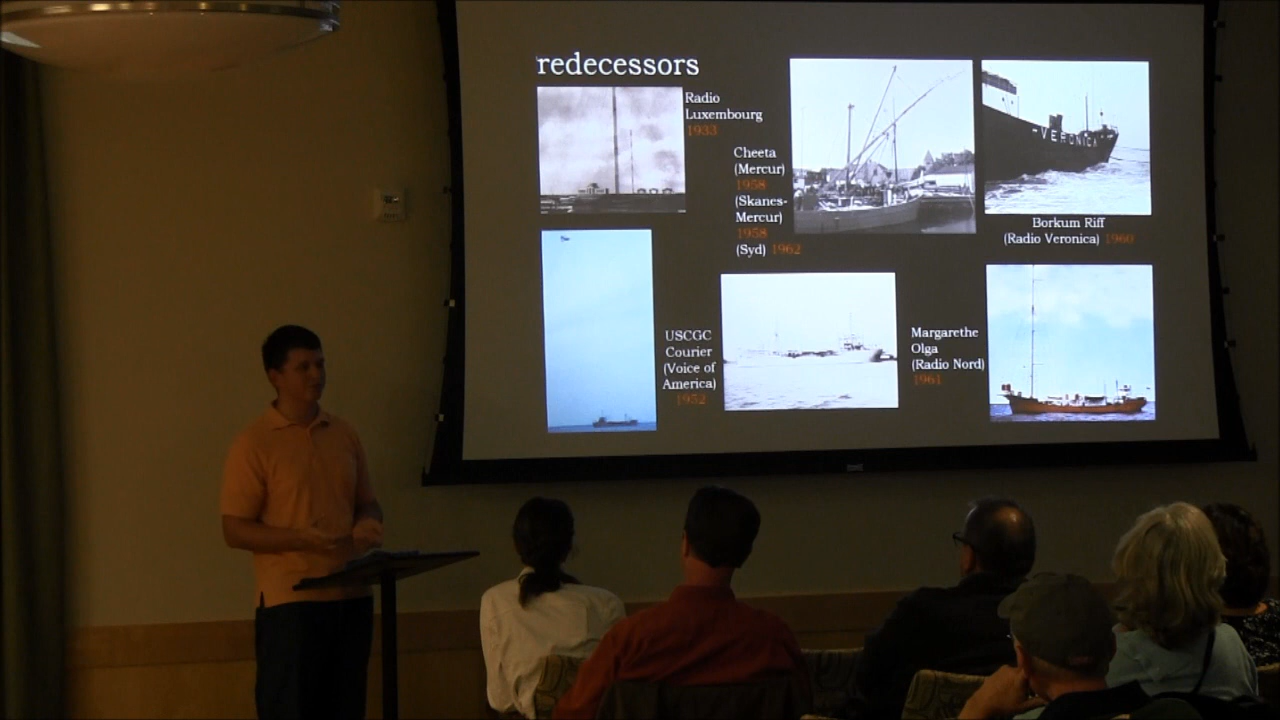 redecessors
Radio
Luxembourg
1933
Cheeta
(Mercur)
1958
(Skanes-
Mercur)
1958
(Syd) 1962
VERONICA
Borkum Riff
(Radio Veronica) 1960
USCGC
Courier
(Voice of
America)
1952
Margarethe
Olga
(Radio Nord)
1961